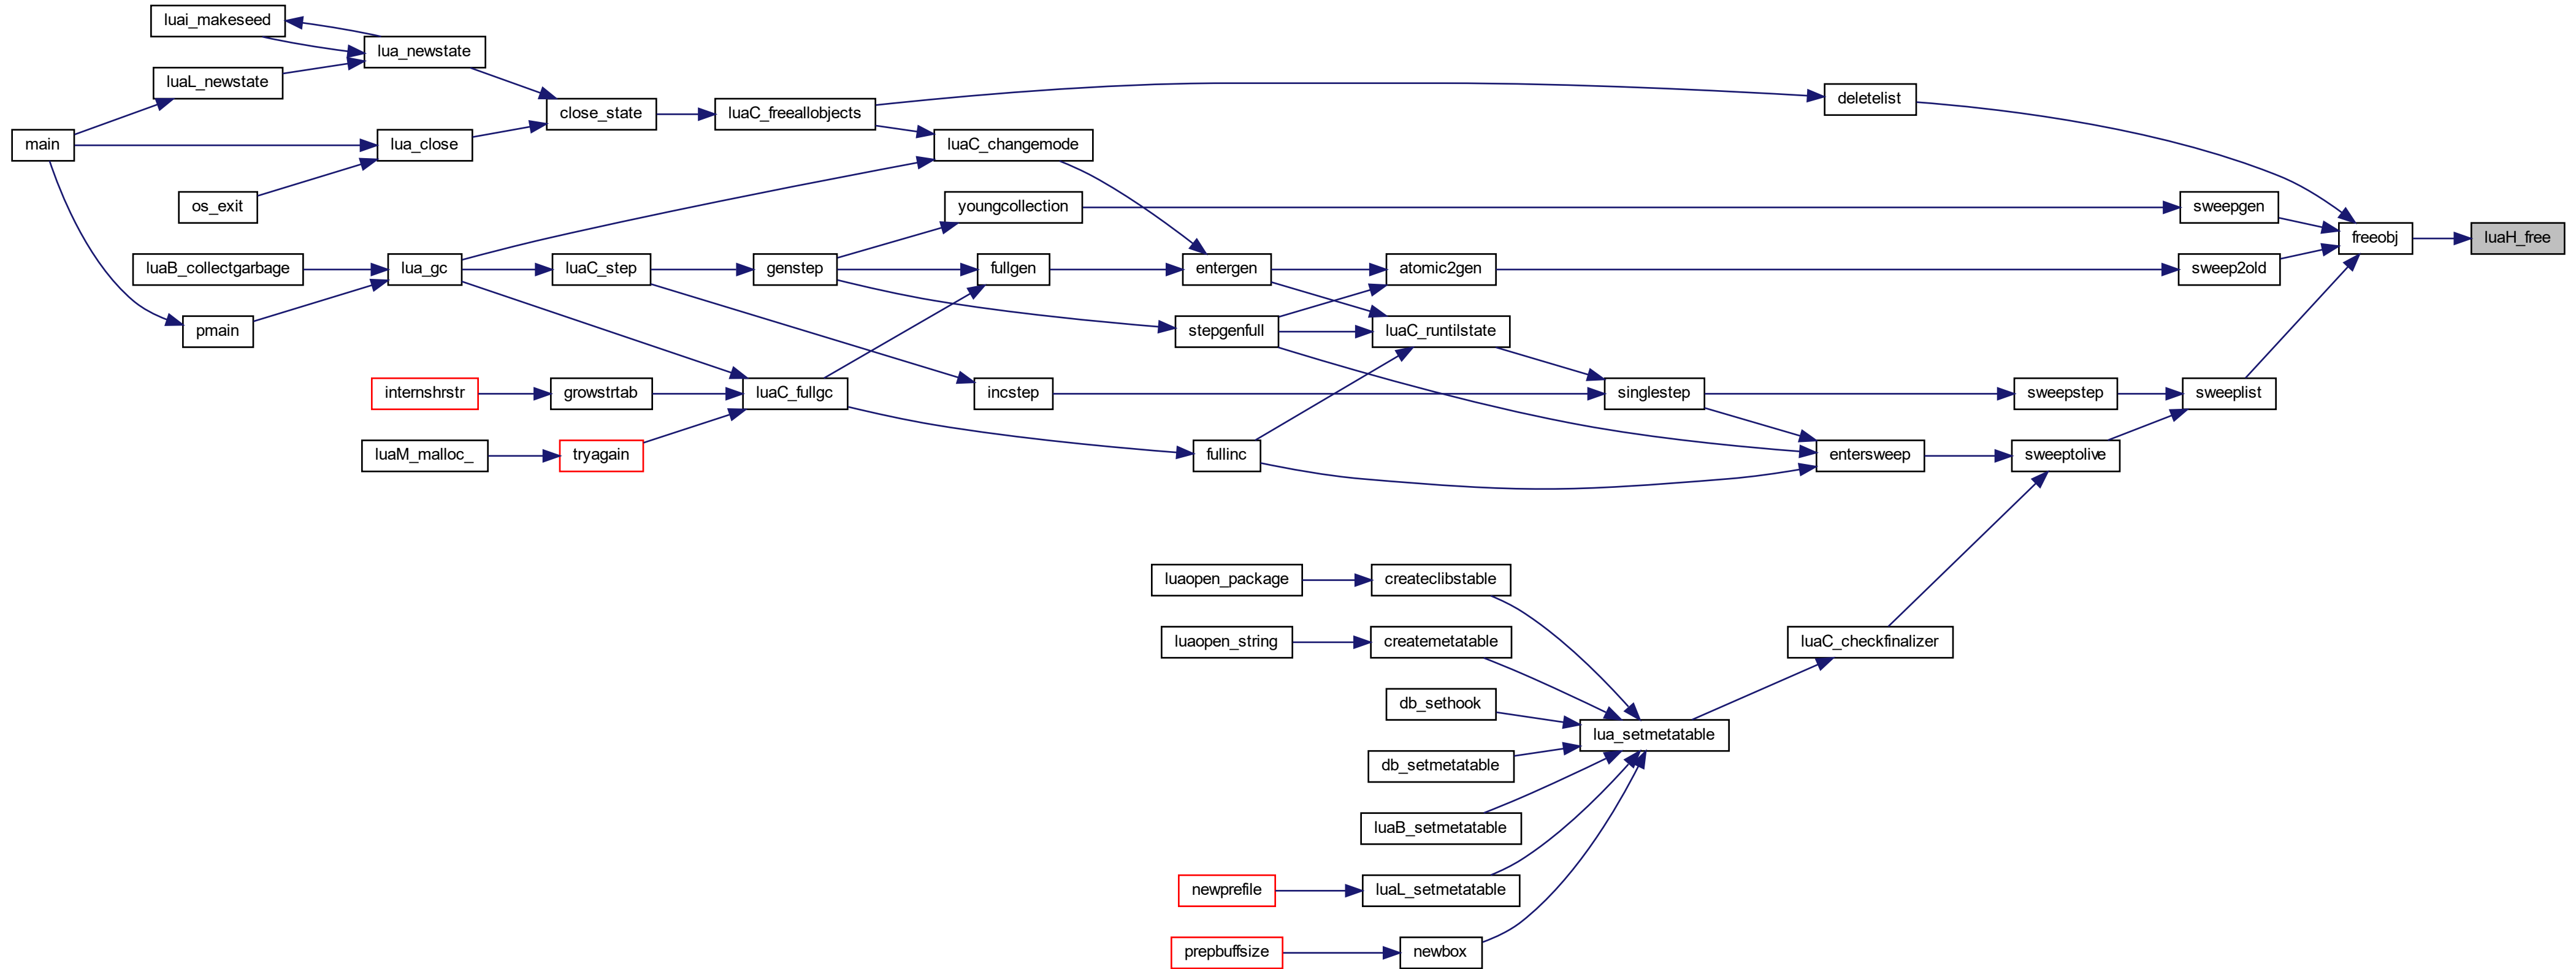 luai_makeseed
lua_newstate
luaL_newstate
deletelist
luaC_freeallobjects
close_state
main
lua_close
luaC_changemode
os_exit
youngcollection
sweepgen
freeobj
luaH_free
luaB_collectgarbage
lua_gc
luaC_step
genstep
fullgen
entergen
atomic2gen
sweep2old
pmain
stepgenfull
luaC_runtilstate
internshrstr
growstrtab
luaC_fullgc
incstep
singlestep
sweepstep
sweeplist
luaM_malloc_
tryagain
fullinc
entersweep
sweeptolive
luaopen_package
createclibstable
luaopen_string
createmetatable
luaC_checkfinalizer
db_sethook
lua_setmetatable
db_setmetatable
luaB_setmetatable
newprefile
luaL_setmetatable
prepbuffsize
newbox